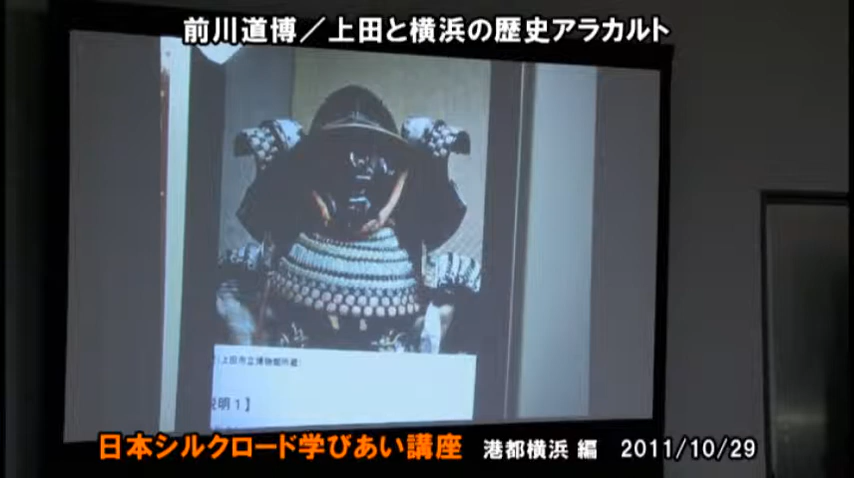 前川道博／上田と横浜の歴史アラカルト
(上田市立博物館所蔵)
説明１】
日本シルクロード学びあい講座 港都横浜 編 2011/10/29